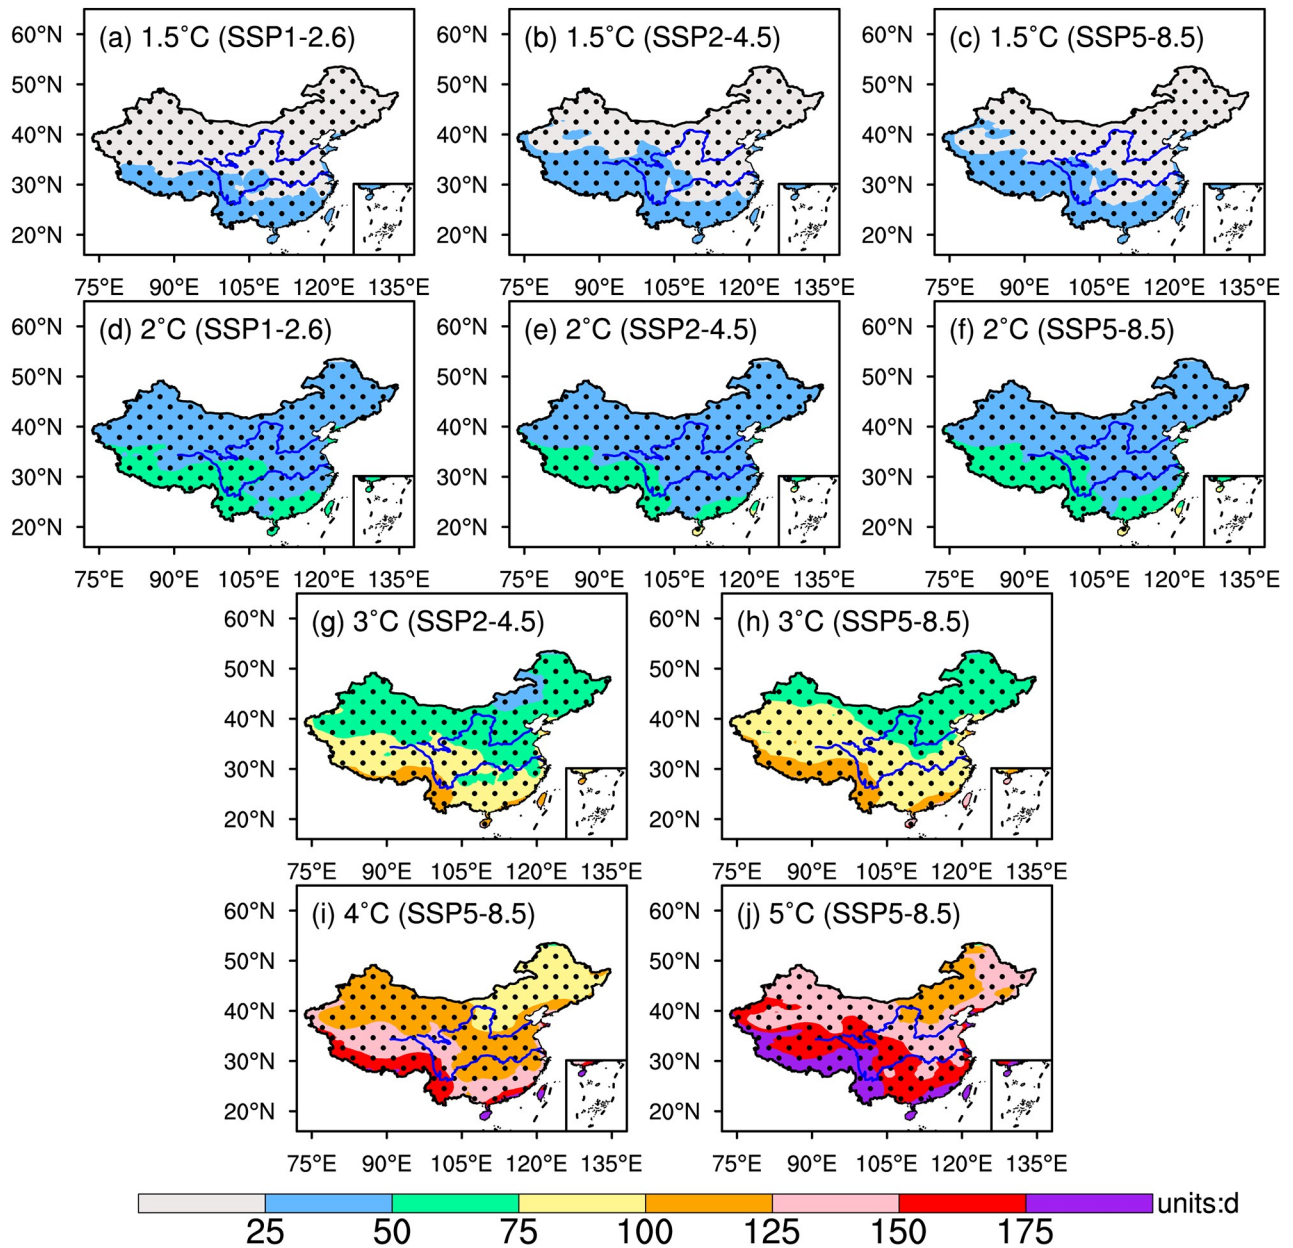 (a) 1.5°C (SSP1-2.6)
60°N
50°N
40°N
30°N
20°N
75°E 90°E 105°E 120°E 135°E
(b) 1.5°C (SSP2-4.5)
60°N
50°N
40°N
30°N
20°N
75°E 90°E 105°E 120°E 135°E
(c) 1.5°C (SSP5-8.5)
60°N
50°N
40°N
30°N
20°N
75°E 90°E 105°E 120°E 135°E
(d) 2°C (SSP1-2.6)
60°N
50°N
40°N
30°N
20°N
75°E 90°E 105°E 120°E 135°E
(e) 2°C (SSP2-4.5)
60°N
50°N
40°N
30°N
20°N
75°E 90°E 105°E 120°E 135°E
(f) 2°C (SSP5-8.5)
60°N
50°N
40°N
30°N
20°N
75°E 90°E 105°E 120°E 135°E
(g) 3°C (SSP2-4.5)
60°N
50°N
40°N
30°N
20°N
75°E 90°E 105°E 120°E 135°E
(h) 3°C (SSP5-8.5)
60°N
50°N
40°N
30°N
20°N
75°E 90°E 105°E 120°E 135°E
(i) 4°C (SSP5-8.5)
60°N
50°N
40°N
30°N
20°N
75°E 90°E 105°E 120°E 135°E
(j) 5°C (SSP5-8.5)
60°N
50°N
40°N
30°N
20°N
75°E 90°E 105°E 120°E 135°E
units:d
25 50 75 100 125 150 175